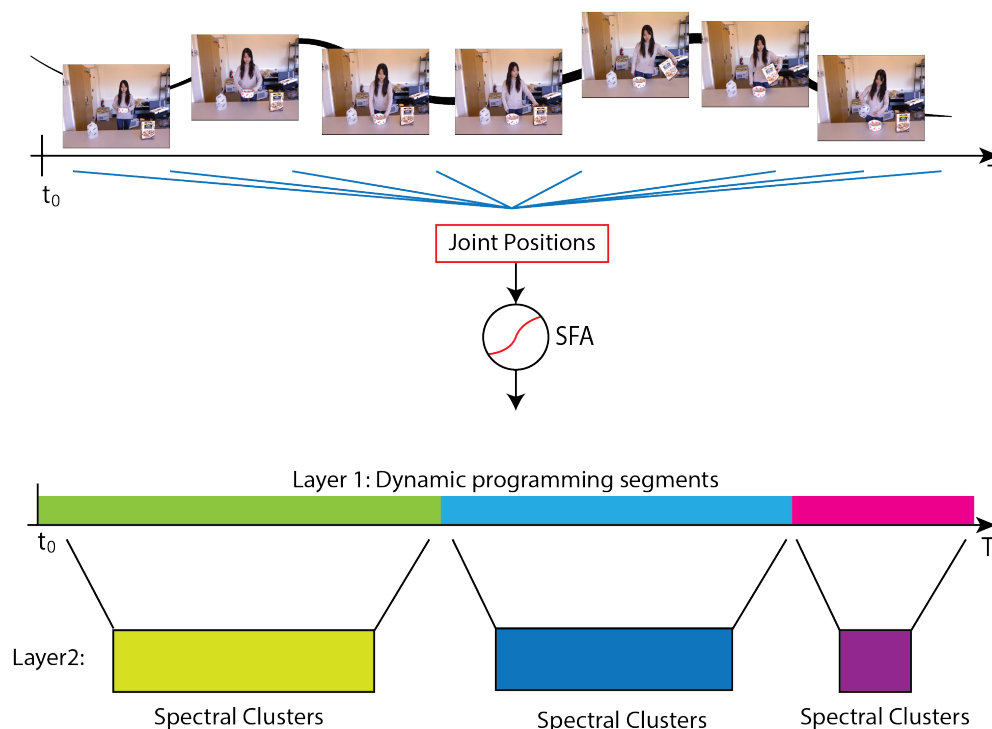 t₀
Joint Positions
SFA
Layer 1: Dynamic programming segments
t₀
T
Layer2:
Spectral Clusters
Spectral Clusters
Spectral Clusters